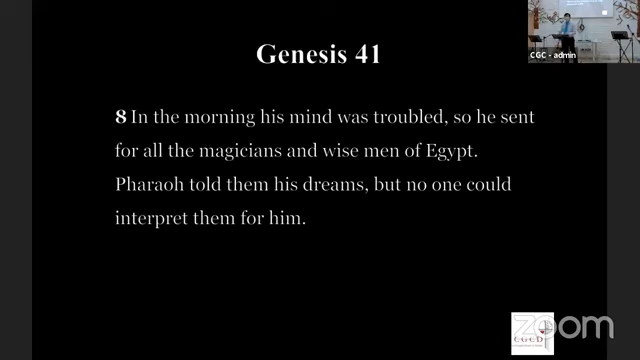 CGC - admin
Genesis 41
8 In the morning his mind was troubled, so he sent
for all the magicians and wise men of Egypt.
Pharaoh told them his dreams, but no one could
interpret them for him.
zoom